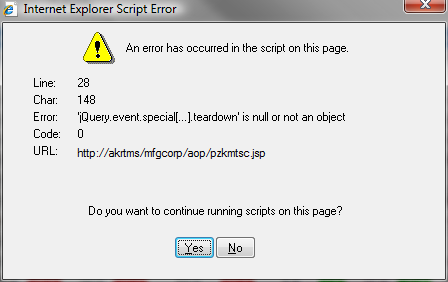 Internet Explorer Script Error
An error has occurred in the script on this page.
Line: 28
Char: 148
Error: 'jQuery.event.special[...].teardown' is null or not an object
Code: 0
URL: http://akrtms/mfgcorp/aop/pzkmtsc.jsp
Do you want to continue running scripts on this page?
Yes No